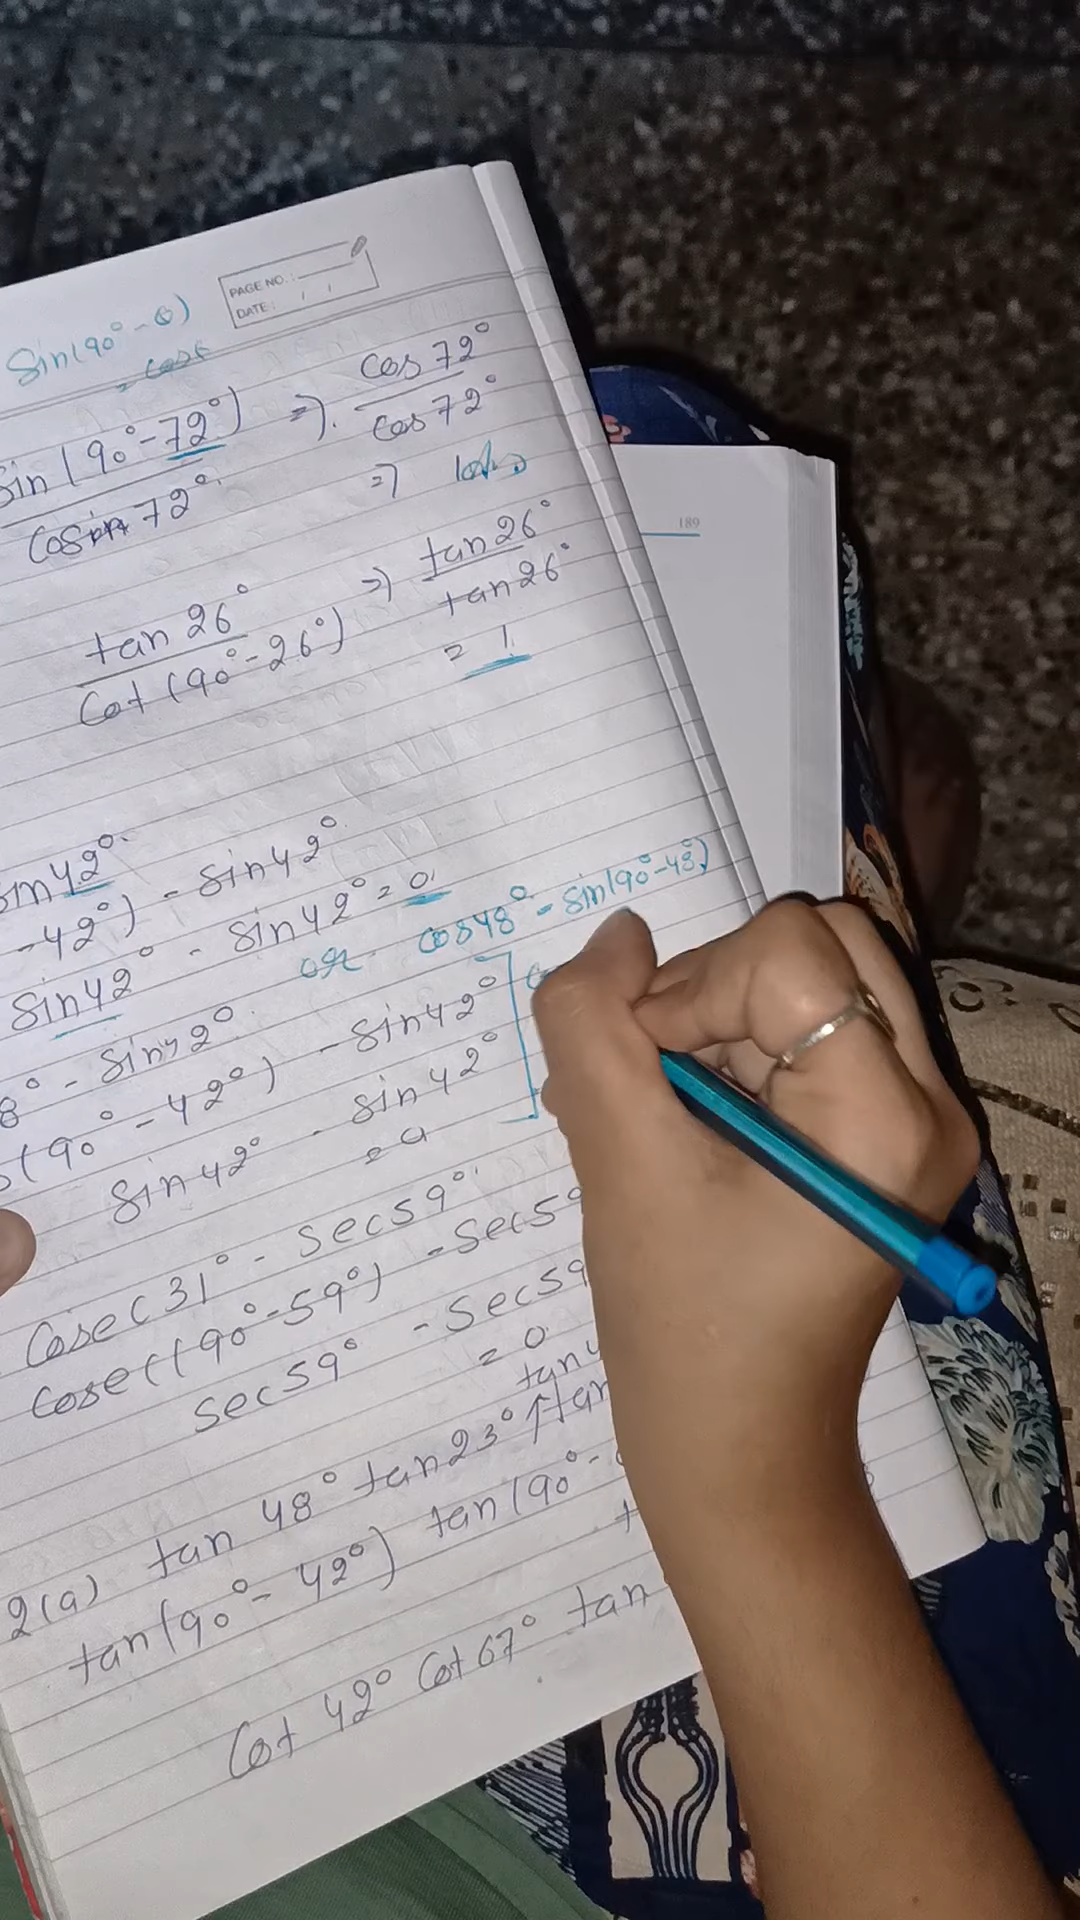 PAGE NO.:
DATE: / /
189
Sin(90° - θ)
= cosθ
sin (90° - 72°) =). cos 72°
cos 72° cos 72°
=)
tan 26° =) tan 26°
Cot (90° - 26°) tan 26°
= 1.
sin 42°.
- 42°) - sin 42°
sin 42° - sin 42° = 0.
or cos 48° - sin(90° - 48°)
8° - sin 42°.
(90° - 42°) - sin 42°
sin 42° - sin 42°
Cosec 31° - Sec 59°.
Cosec (90° - 59°) - Sec 59
Sec 59° - Sec 59
= 0.
2(a) tan 48° tan 23°
tan (90° - 42°) tan (90° -
Cot 42° Cot 67° tan